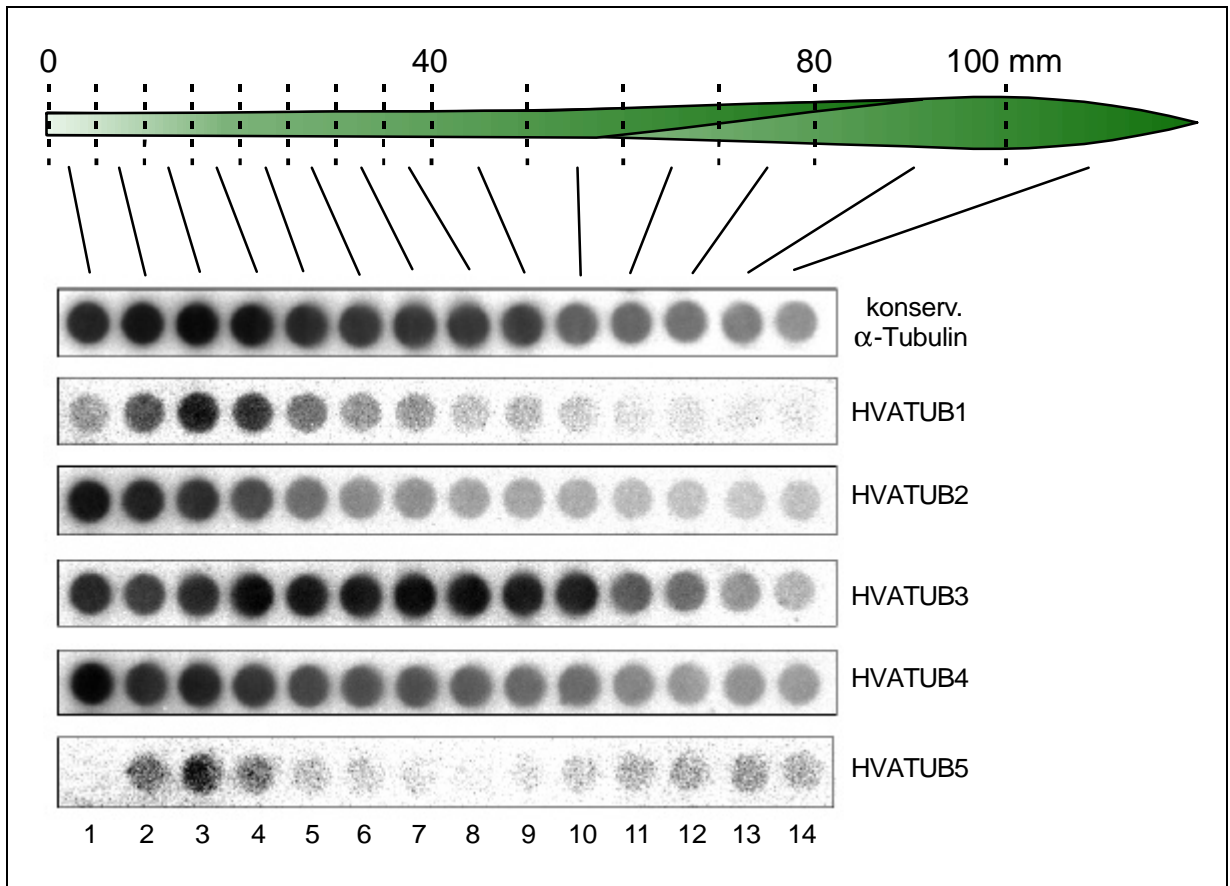 0 40 80 100 mm
konserv.
α-Tubulin
HVATUB1
HVATUB2
HVATUB3
HVATUB4
HVATUB5
1 2 3 4 5 6 7 8 9 10 11 12 13 14